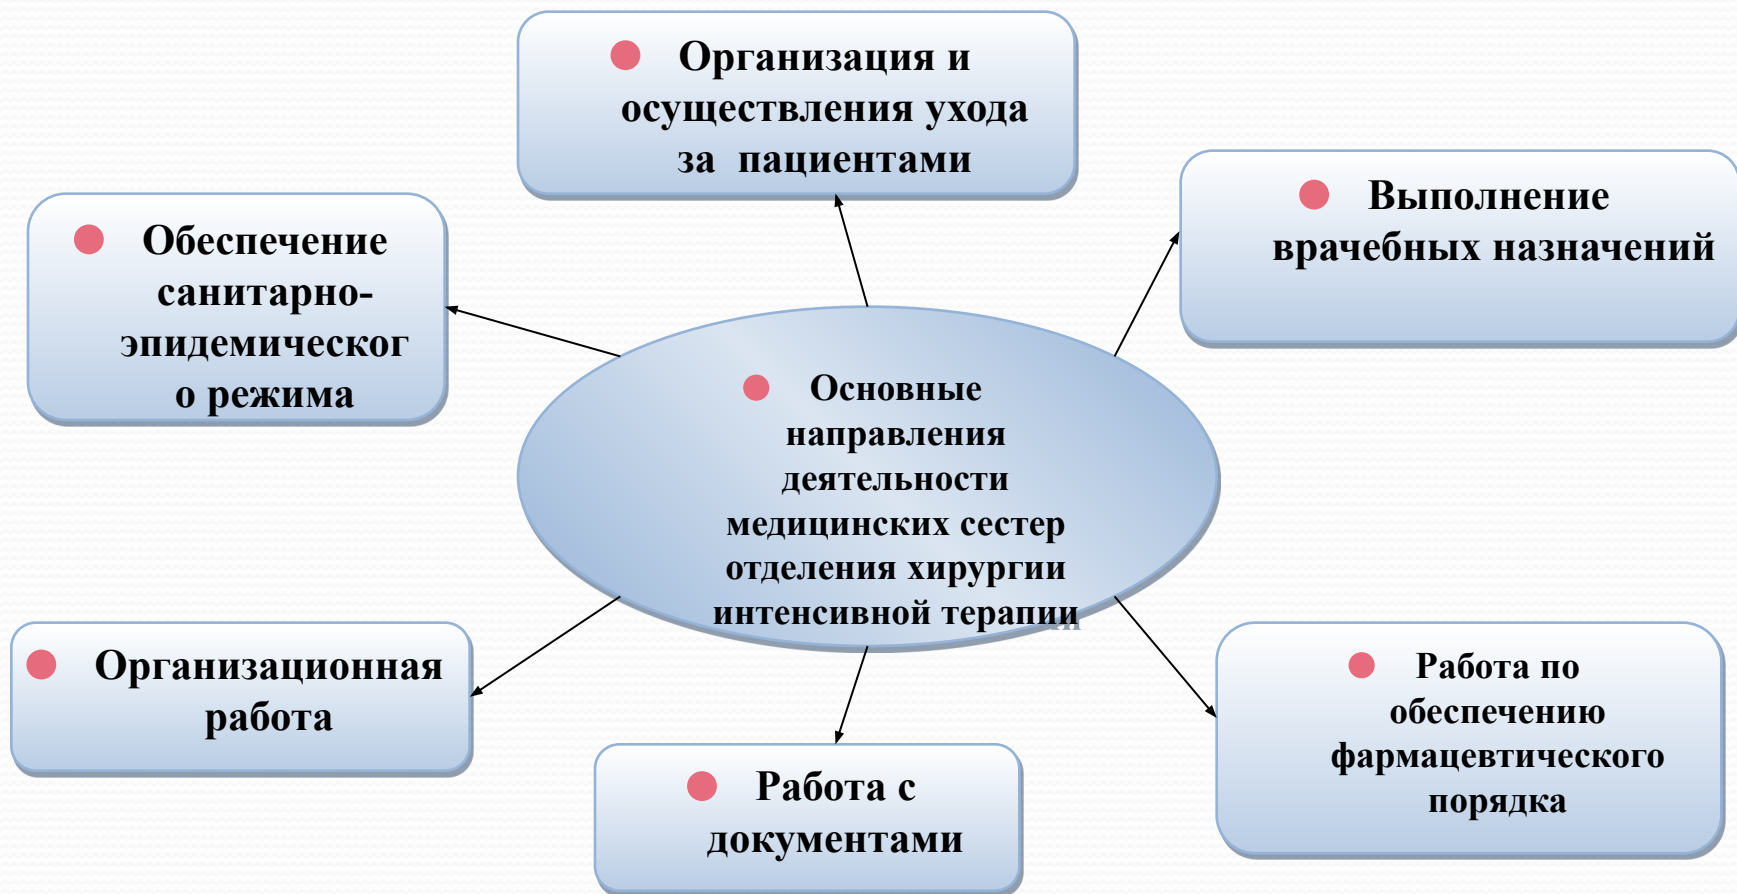 Организация и
осуществления ухода
за пациентами
Выполнение
врачебных назначений
Обеспечение
санитарно-
эпидемическог
о режима
Основные
направления
деятельности
медицинских сестер
отделения хирургии
интенсивной терапии
Организационная
работа
Работа с
документами
Работа по
обеспечению
фармацевтического
порядка